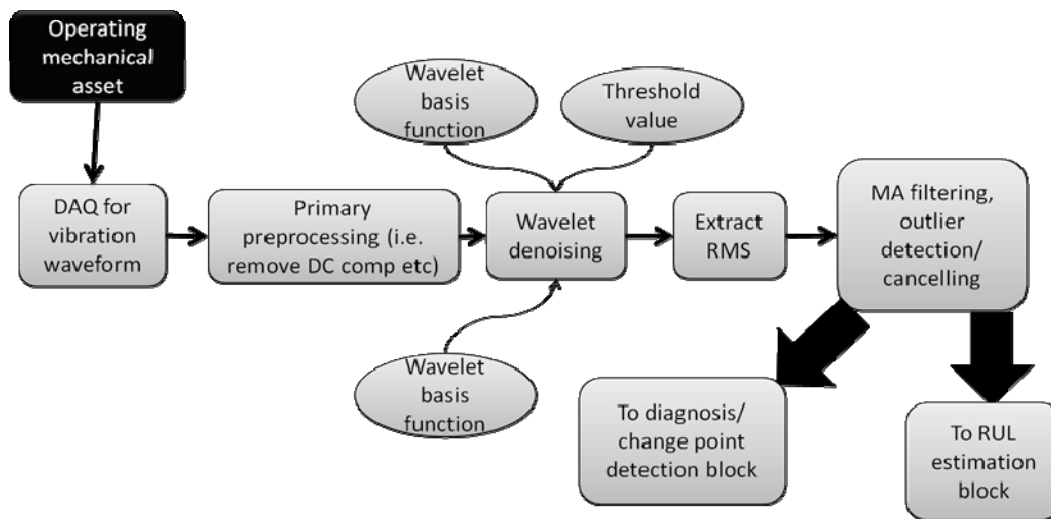 Operating
mechanical
asset
Wavelet
basis
function
Threshold
value
DAQ for
vibration
waveform
Primary
preprocessing (i.e.
remove DC comp etc)
Wavelet
denoising
Extract
RMS
MA filtering,
outlier
detection/
cancelling
Wavelet
basis
function
To diagnosis/
change point
detection block
To RUL
estimation
block